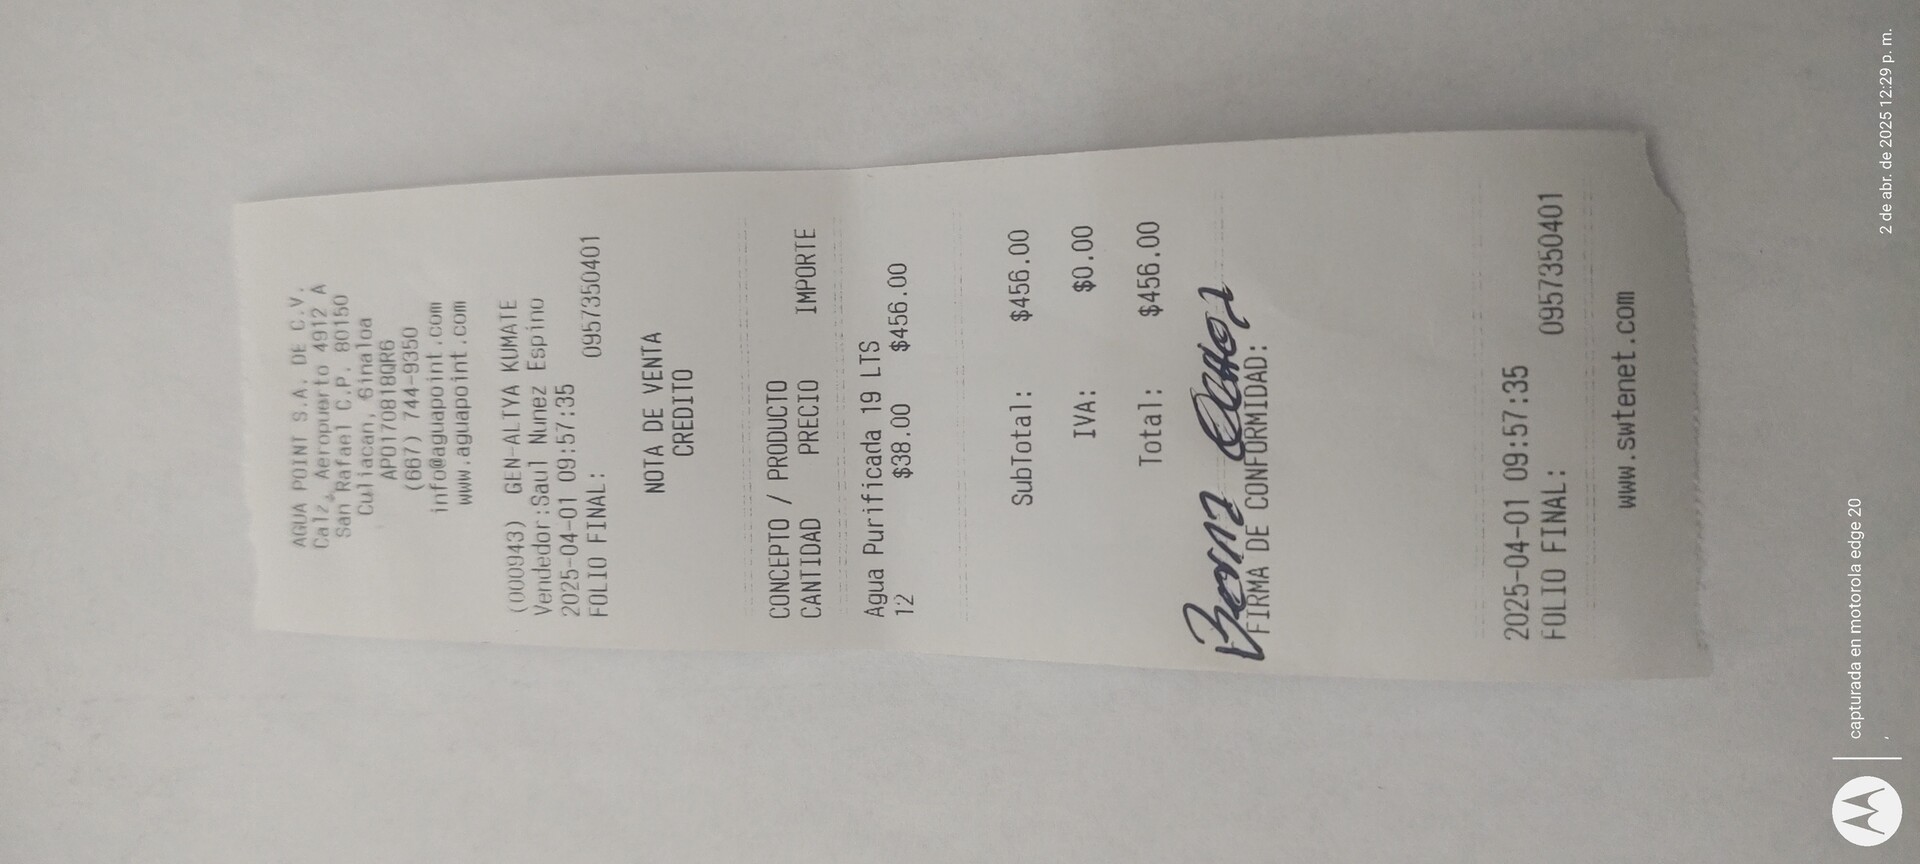 AGUA POINT S.A. DE C.V.
Calz. Aeropuerto 4912 A
San Rafael C.P. 80150
Culiacan, Sinaloa
APO170818QR6
(667) 744-9350
info@aguapoint.com
www.aguapoint.com
(000943) GEN-ALTYA KUMATE
Vendedor:Saul Nunez Espino
2025-04-01 09:57:35
FOLIO FINAL: 0957350401
NOTA DE VENTA
CREDITO
CONCEPTO / PRODUCTO
CANTIDAD PRECIO IMPORTE
Agua Purificada 19 LTS
12 $38.00 $456.00
SubTotal: $456.00
IVA: $0.00
Total: $456.00
FIRMA DE CONFORMIDAD:
2025-04-01 09:57:35
FOLIO FINAL: 0957350401
www.swtenet.com
capturada en motorola edge 20
2 de abr. de 2025 12:29 p. m.